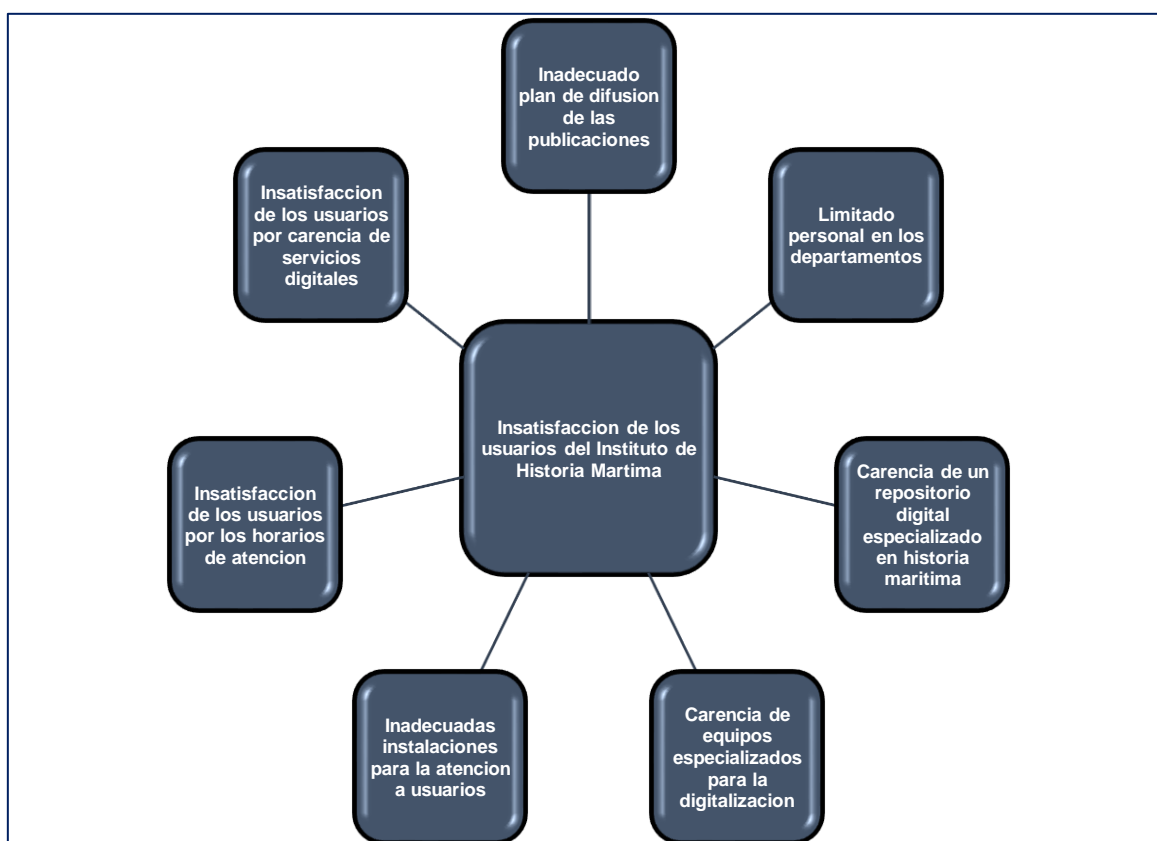 Inadecuado
plan de difusion
de las
publicaciones
Insatisfaccion
de los usuarios
por carencia de
servicios
digitales
Limitado
personal en los
departamentos
Insatisfaccion de los
usuarios del Instituto de
Historia Martima
Insatisfaccion
de los usuarios
por los horarios
de atencion
Carencia de un
repositorio
digital
especializado
en historia
maritima
Inadecuadas
instalaciones
para la atencion
a usuarios
Carencia de
equipos
especializados
para la
digitalizacion